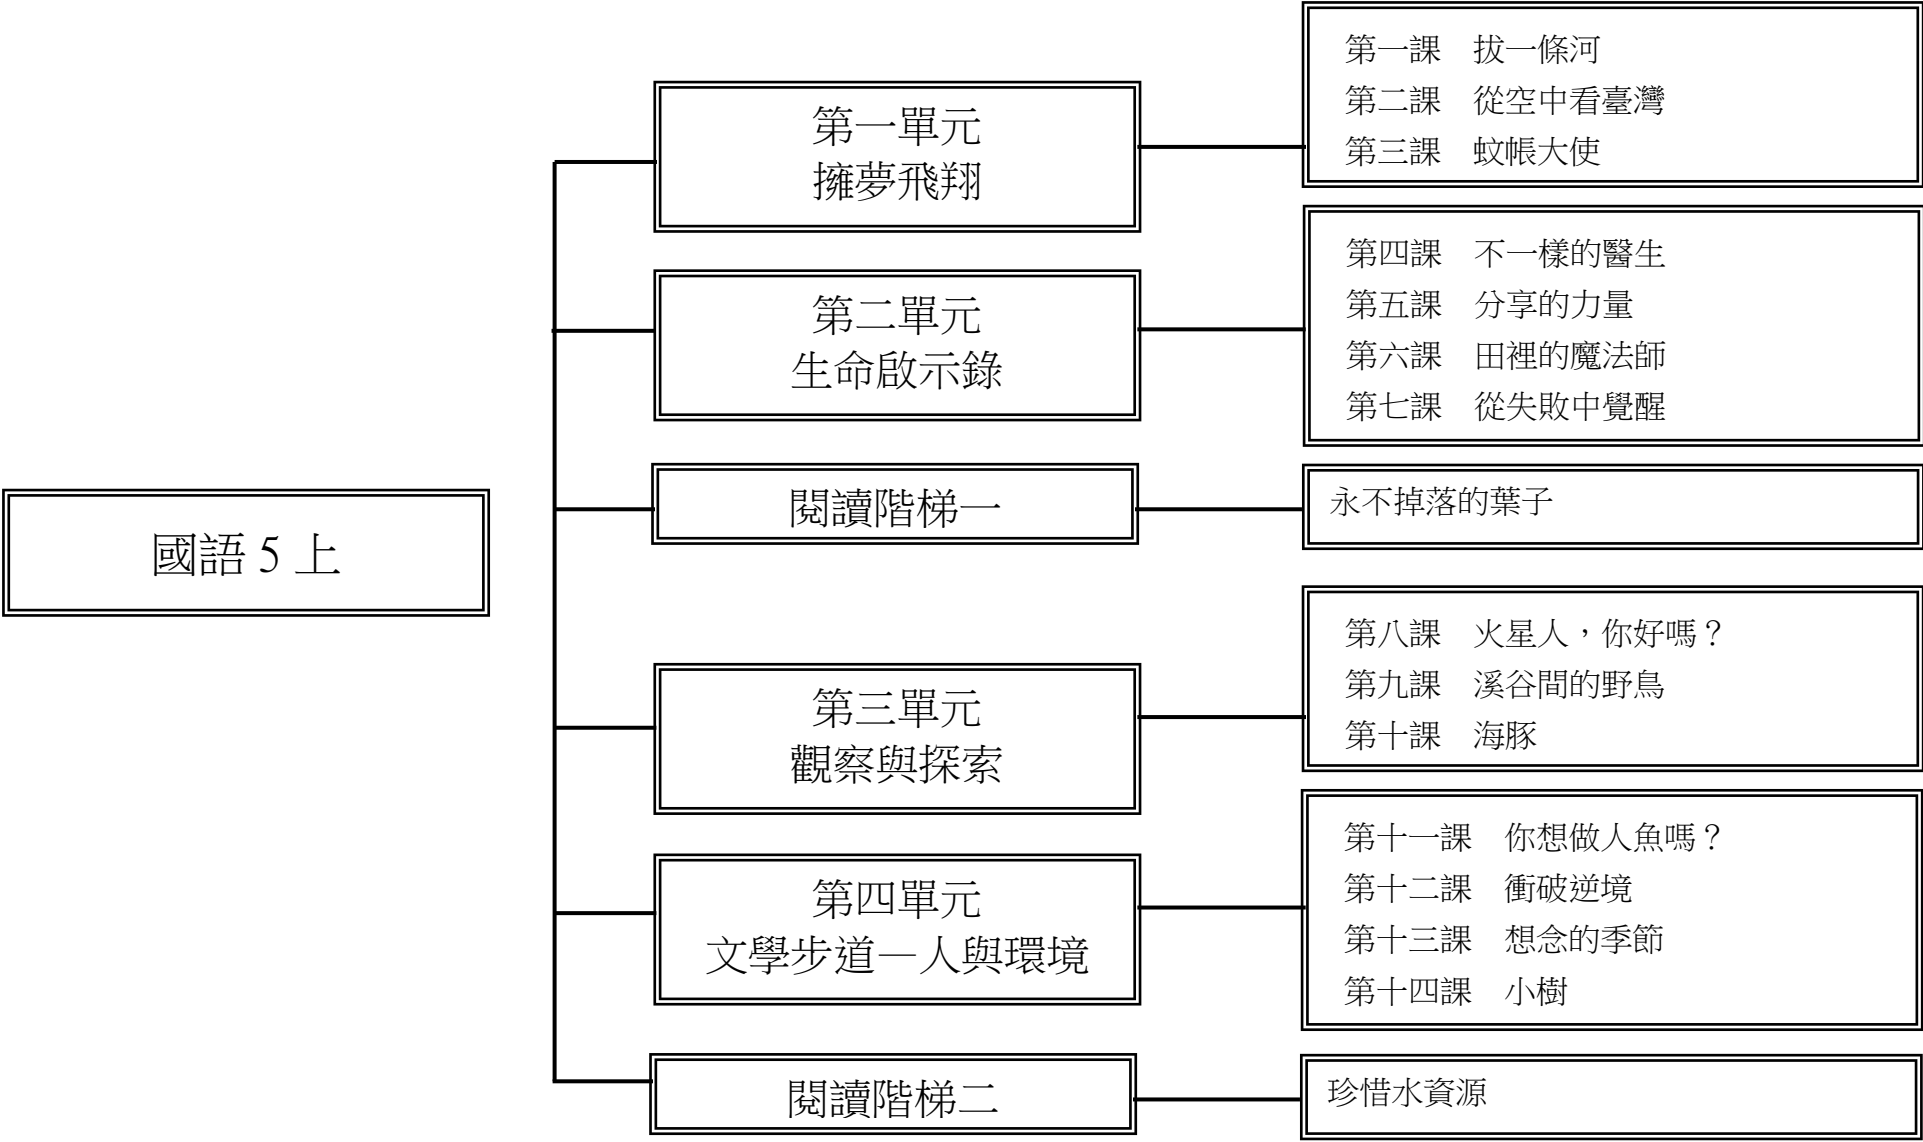 國語 5 上
第一單元
擁夢飛翔
第一課　拔一條河
第二課　從空中看臺灣
第三課　蚊帳大使
第二單元
生命啟示錄
第四課　不一樣的醫生
第五課　分享的力量
第六課　田裡的魔法師
第七課　從失敗中覺醒
閱讀階梯一
永不掉落的葉子
第三單元
觀察與探索
第八課　火星人，你好嗎？
第九課　溪谷間的野鳥
第十課　海豚
第四單元
文學步道—人與環境
第十一課　你想做人魚嗎？
第十二課　衝破逆境
第十三課　想念的季節
第十四課　小樹
閱讀階梯二
珍惜水資源